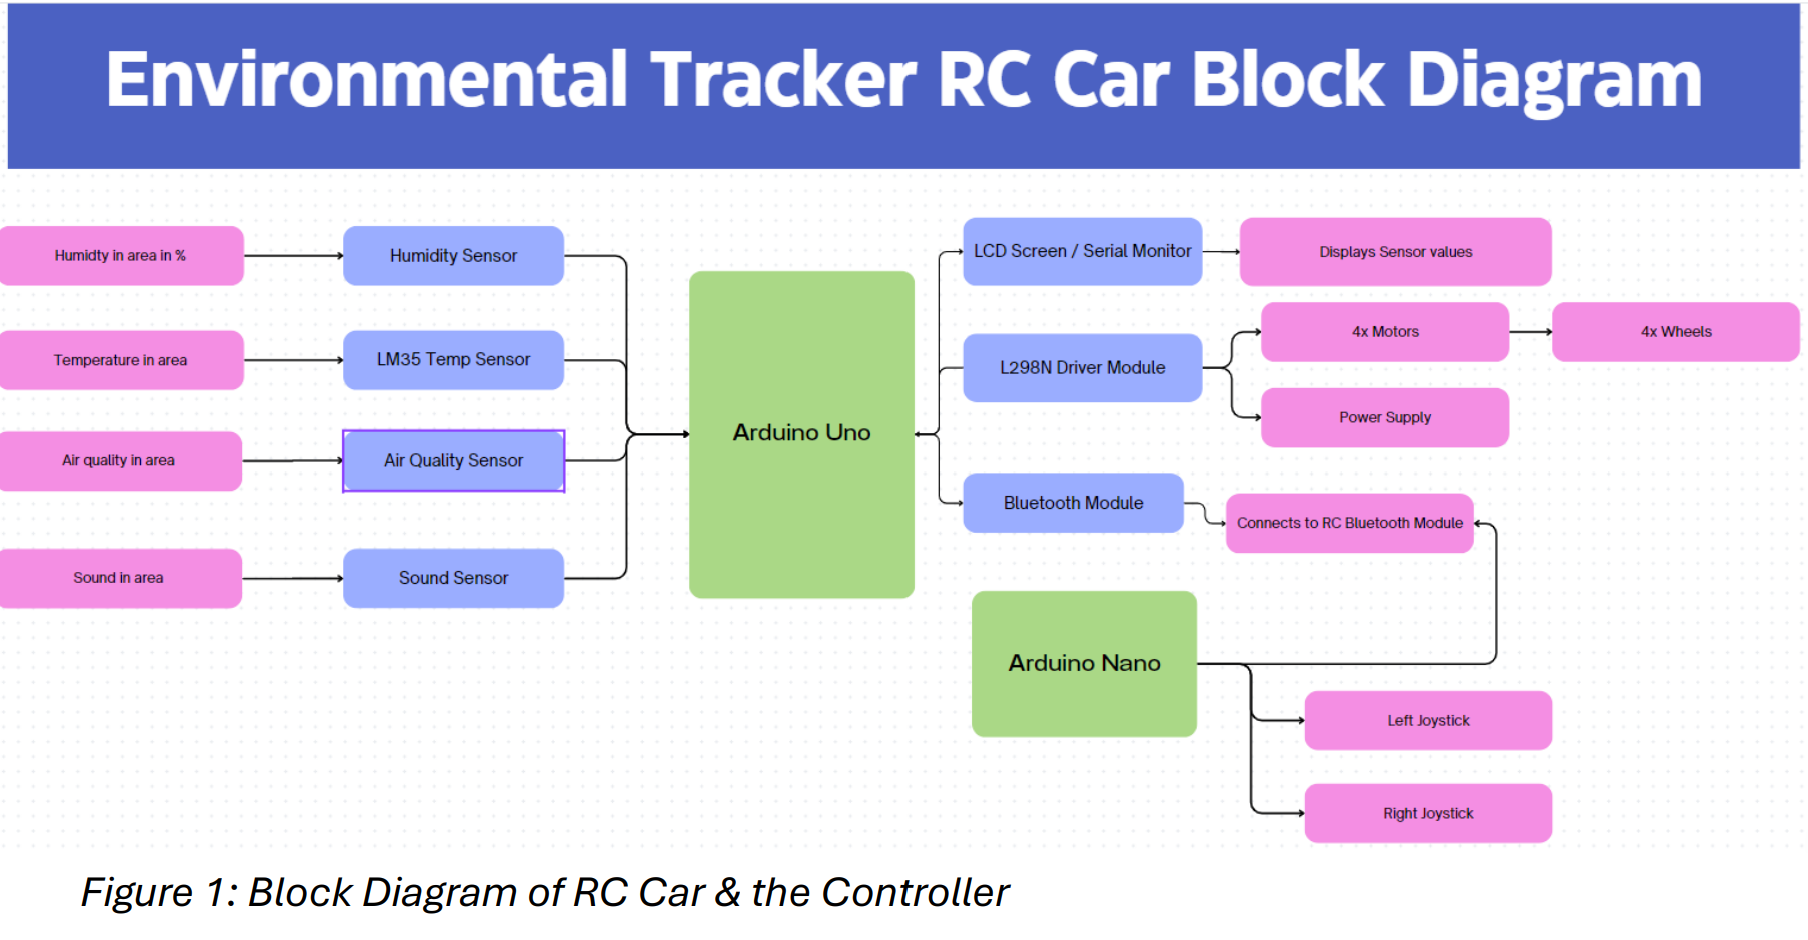 Environmental Tracker RC Car Block Diagram
Humidty in area in %
Humidity Sensor
Temperature in area
LM35 Temp Sensor
Air quality in area
Air Quality Sensor
Sound in area
Sound Sensor
Arduino Uno
LCD Screen / Serial Monitor
Displays Sensor values
L298N Driver Module
4x Motors
4x Wheels
Power Supply
Bluetooth Module
Connects to RC Bluetooth Module
Arduino Nano
Left Joystick
Right Joystick
Figure 1: Block Diagram of RC Car & the Controller